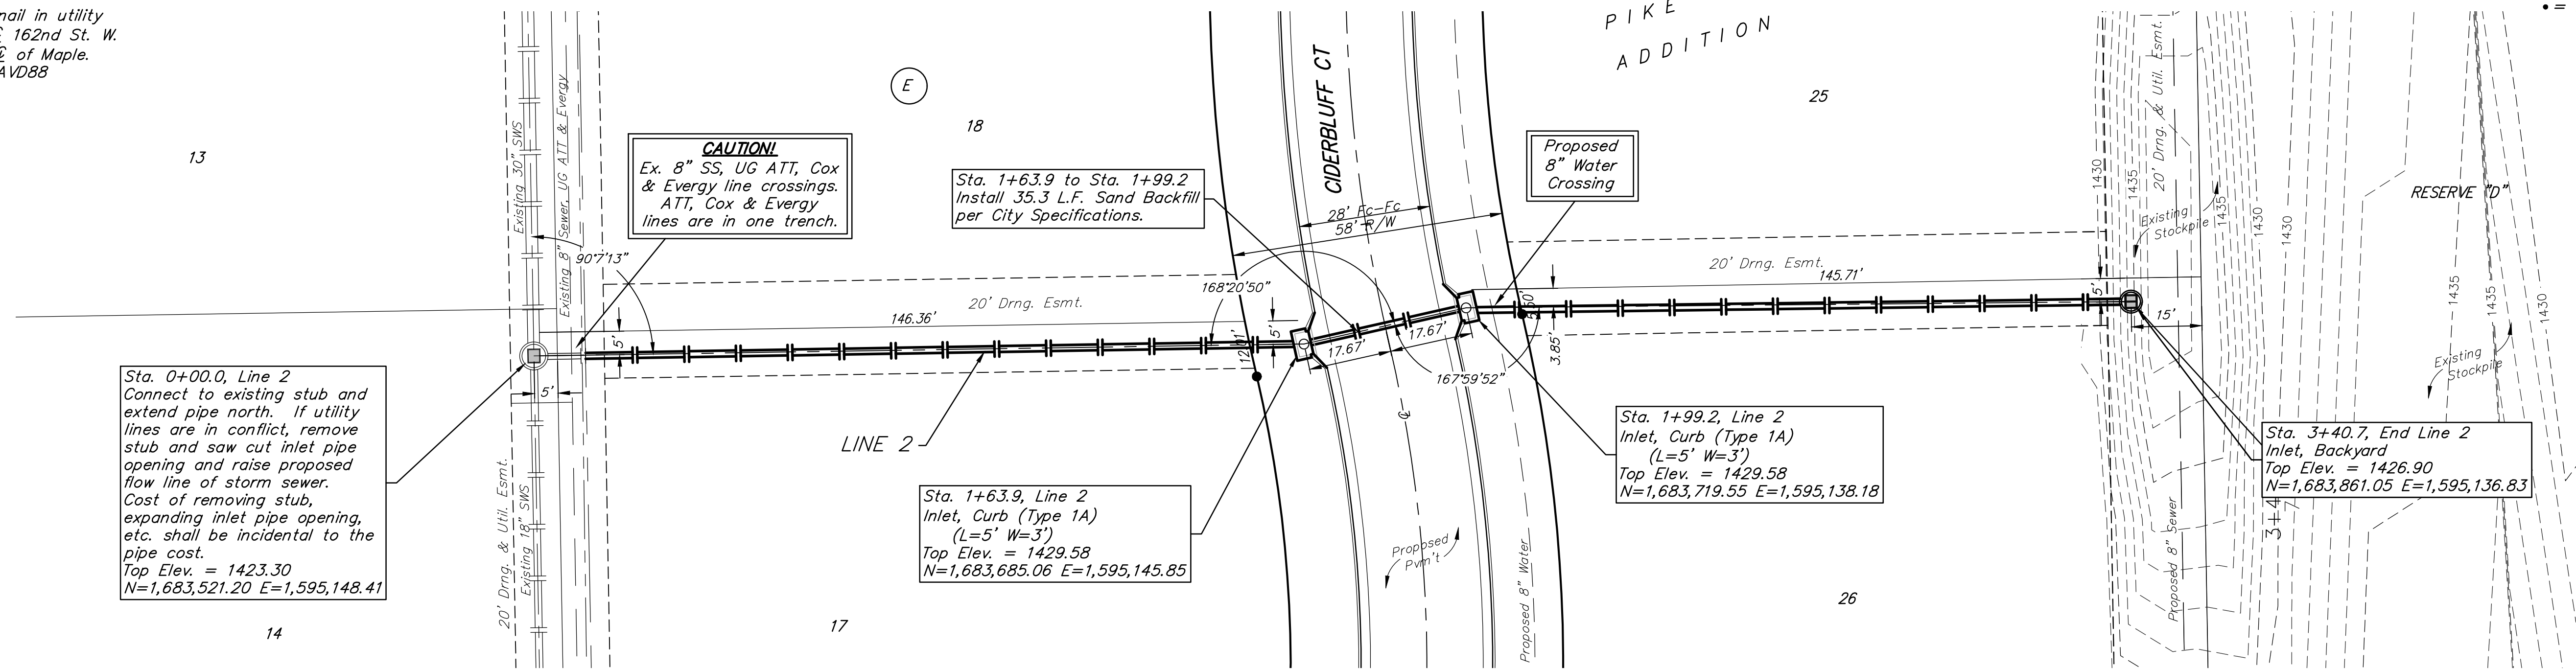 nail in utility
℄ 162nd St. W.
℄ of Maple.
AVD88
13
14
Existing 30" SWS
Existing 8" Sewer, UG ATT & Evergy
20' Drng. & Util. Esmt.
Existing 18" SWS
Sta. 0+00.0, Line 2
Connect to existing stub and
extend pipe north. If utility
lines are in conflict, remove
stub and saw cut inlet pipe
opening and raise proposed
flow line of storm sewer.
Cost of removing stub,
expanding inlet pipe opening,
etc. shall be incidental to the
pipe cost.
Top Elev. = 1423.30
N=1,683,521.20 E=1,595,148.41
5'
90°7'13"
5'
CAUTION!
Ex. 8" SS, UG ATT, Cox
& Evergy line crossings.
ATT, Cox & Evergy
lines are in one trench.
E
18
20' Drng. Esmt.
146.36'
LINE 2
17
Sta. 1+63.9 to Sta. 1+99.2
Install 35.3 L.F. Sand Backfill
per City Specifications.
Sta. 1+63.9, Line 2
Inlet, Curb (Type 1A)
(L=5' W=3')
Top Elev. = 1429.58
N=1,683,685.06 E=1,595,145.85
168°20'50"
12.01'
5'
CIDERBLUFF CT
28' Fc-Fc
58' R/W
17.67'
17.67'
167°59'52"
℄
Proposed
Pvm't
Proposed 8" Water
Proposed
8" Water
Crossing
3.85'
PIKE
ADDITION
25
20' Drng. Esmt.
145.71'
Sta. 1+99.2, Line 2
Inlet, Curb (Type 1A)
(L=5' W=3')
Top Elev. = 1429.58
N=1,683,719.55 E=1,595,138.18
26
1430
1435
20' Drng. & Util. Esmt.
Existing
Stockpile
1435
1430
1430
5'
15'
Proposed 8" Sewer
3+4
Sta. 3+40.7, End Line 2
Inlet, Backyard
Top Elev. = 1426.90
N=1,683,861.05 E=1,595,136.83
RESERVE "D"
1435
1435
1430
Existing
Stockpile
• =